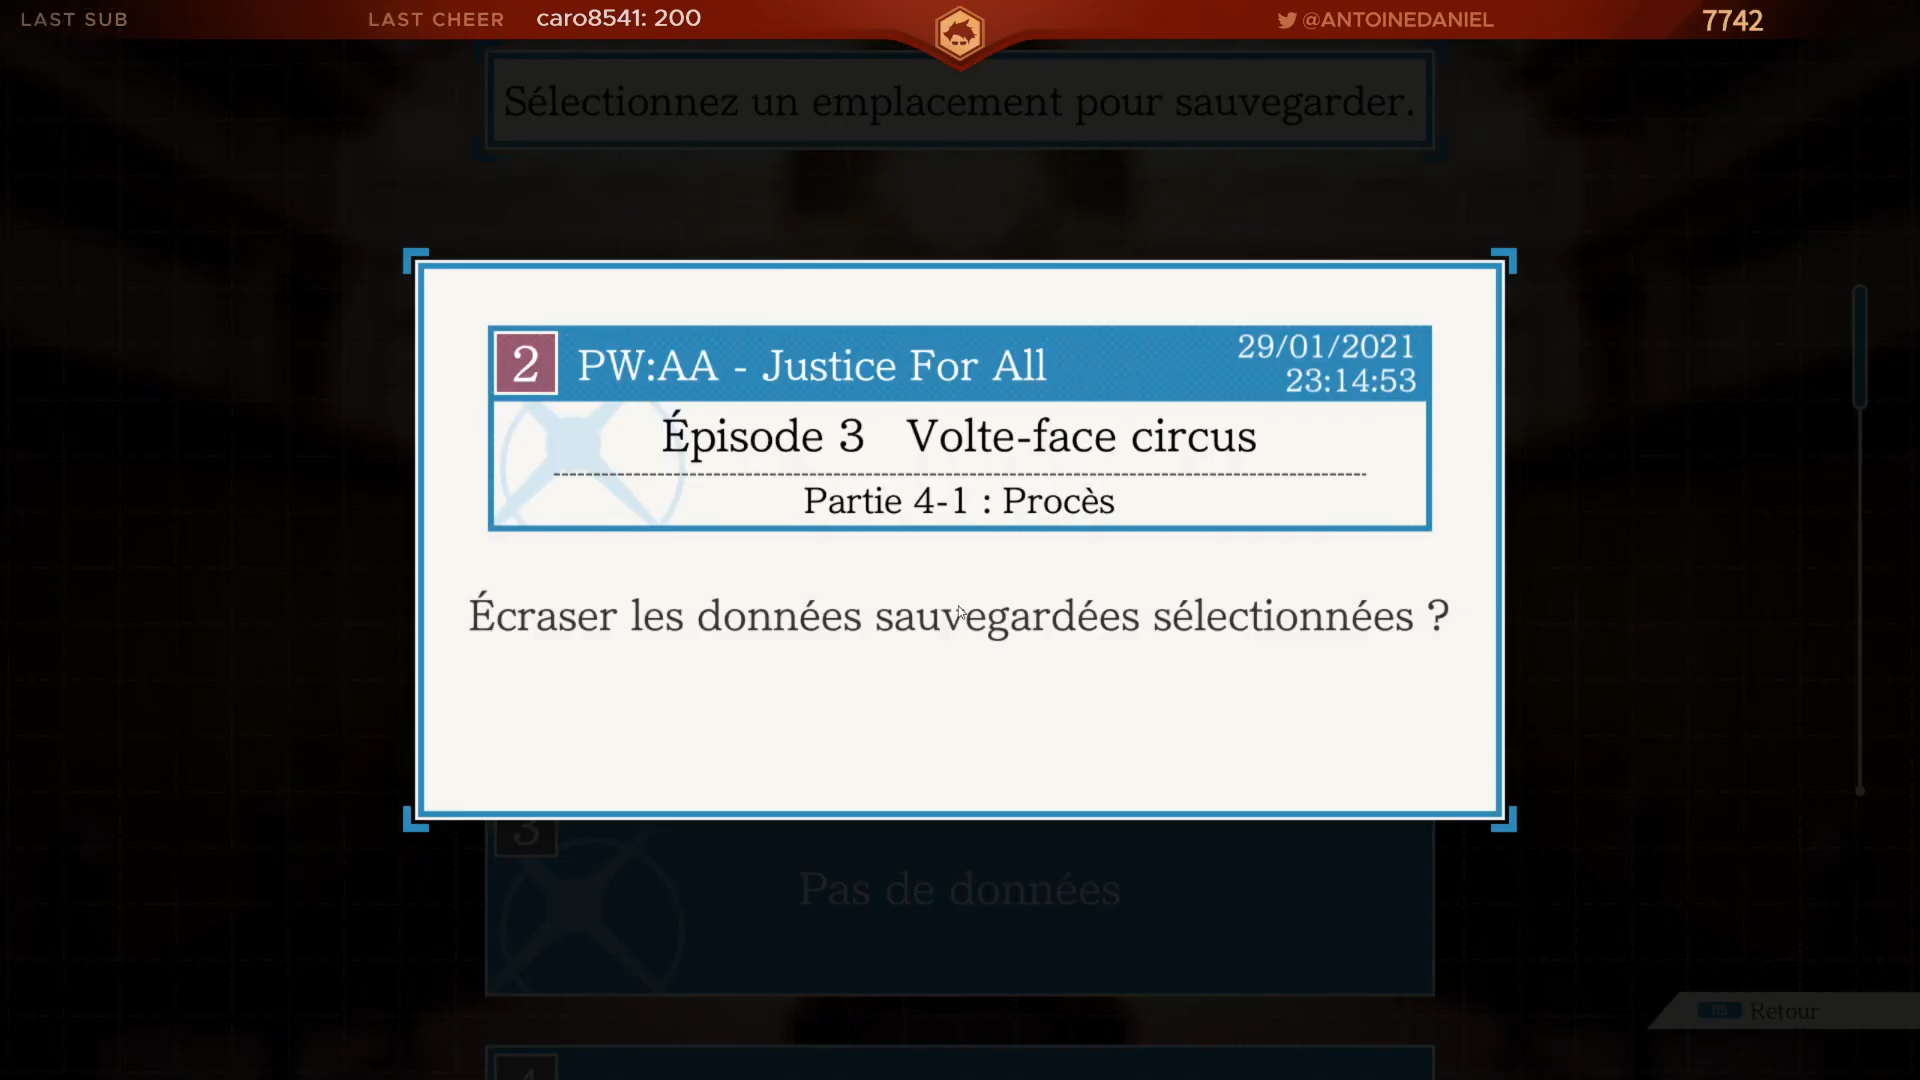 LAST SUB
LAST CHEER caro8541: 200
@ANTOINEDANIEL
7742
Sélectionnez un emplacement pour sauvegarder.
2
PW:AA - Justice For All
29/01/2021
23:14:53
Épisode 3 Volte-face circus
Partie 4-1 : Procès
Écraser les données sauvegardées sélectionnées ?
3
Pas de données
Retour
4